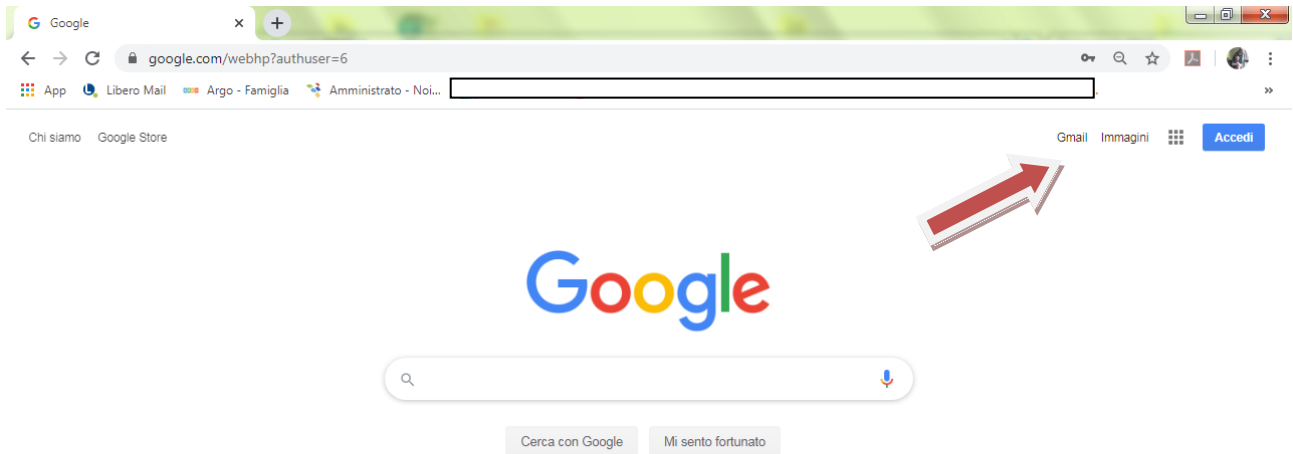 Google
google.com/webhp?authuser=6
App Libero Mail Argo - Famiglia Amministrato - Noi...
Chi siamo Google Store Gmail Immagini Accedi
Google
Cerca con Google Mi sento fortunato